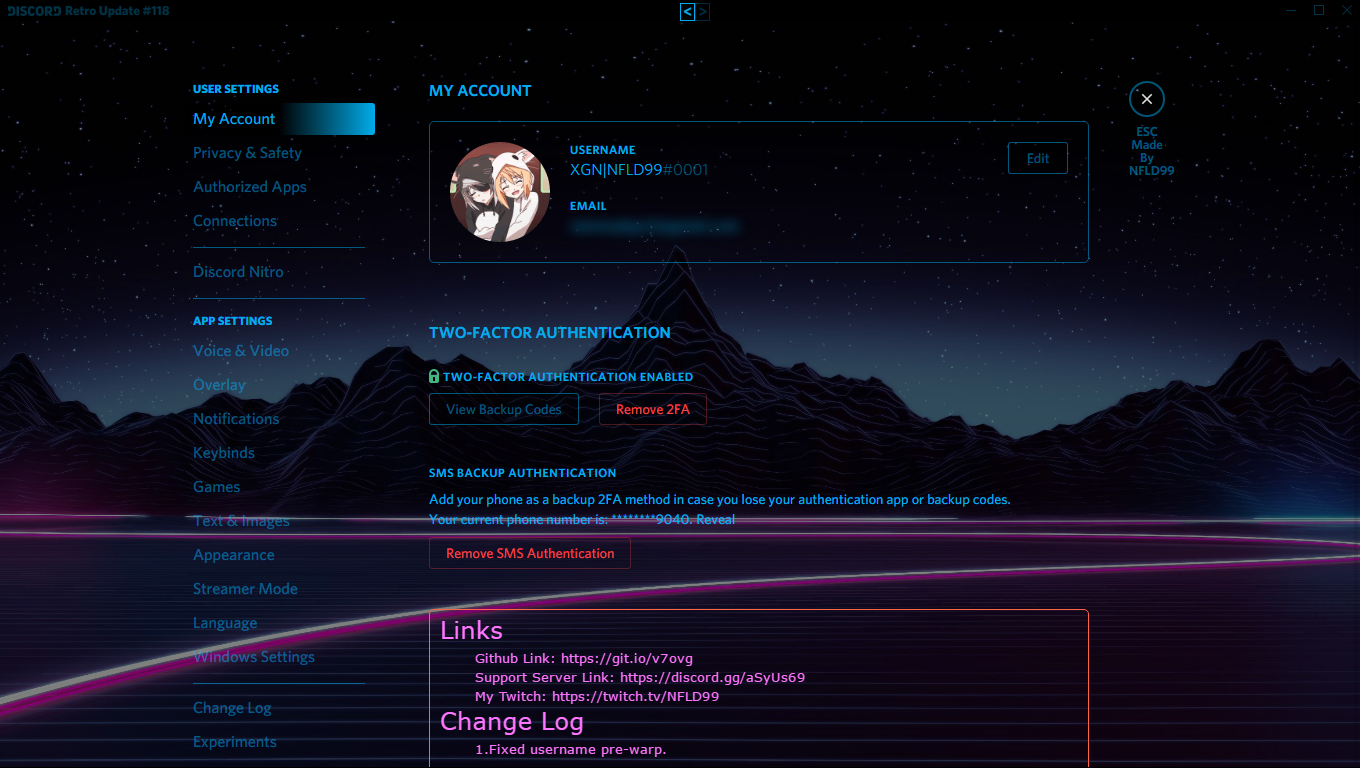 DISCORD Retro Update #118
< >
USER SETTINGS
My Account
Privacy & Safety
Authorized Apps
Connections
Discord Nitro
APP SETTINGS
Voice & Video
Overlay
Notifications
Keybinds
Games
Text & Images
Appearance
Streamer Mode
Language
Windows Settings
Change Log
Experiments
MY ACCOUNT
USERNAME
XGN|NFLD99#0001
Edit
EMAIL
TWO-FACTOR AUTHENTICATION
TWO-FACTOR AUTHENTICATION ENABLED
View Backup Codes
Remove 2FA
SMS BACKUP AUTHENTICATION
Add your phone as a backup 2FA method in case you lose your authentication app or backup codes.
Your current phone number is: ********9040. Reveal
Remove SMS Authentication
Links
Github Link: https://git.io/v7ovg
Support Server Link: https://discord.gg/aSyUs69
My Twitch: https://twitch.tv/NFLD99
Change Log
1.Fixed username pre-warp.
ESC
Made
By
NFLD99